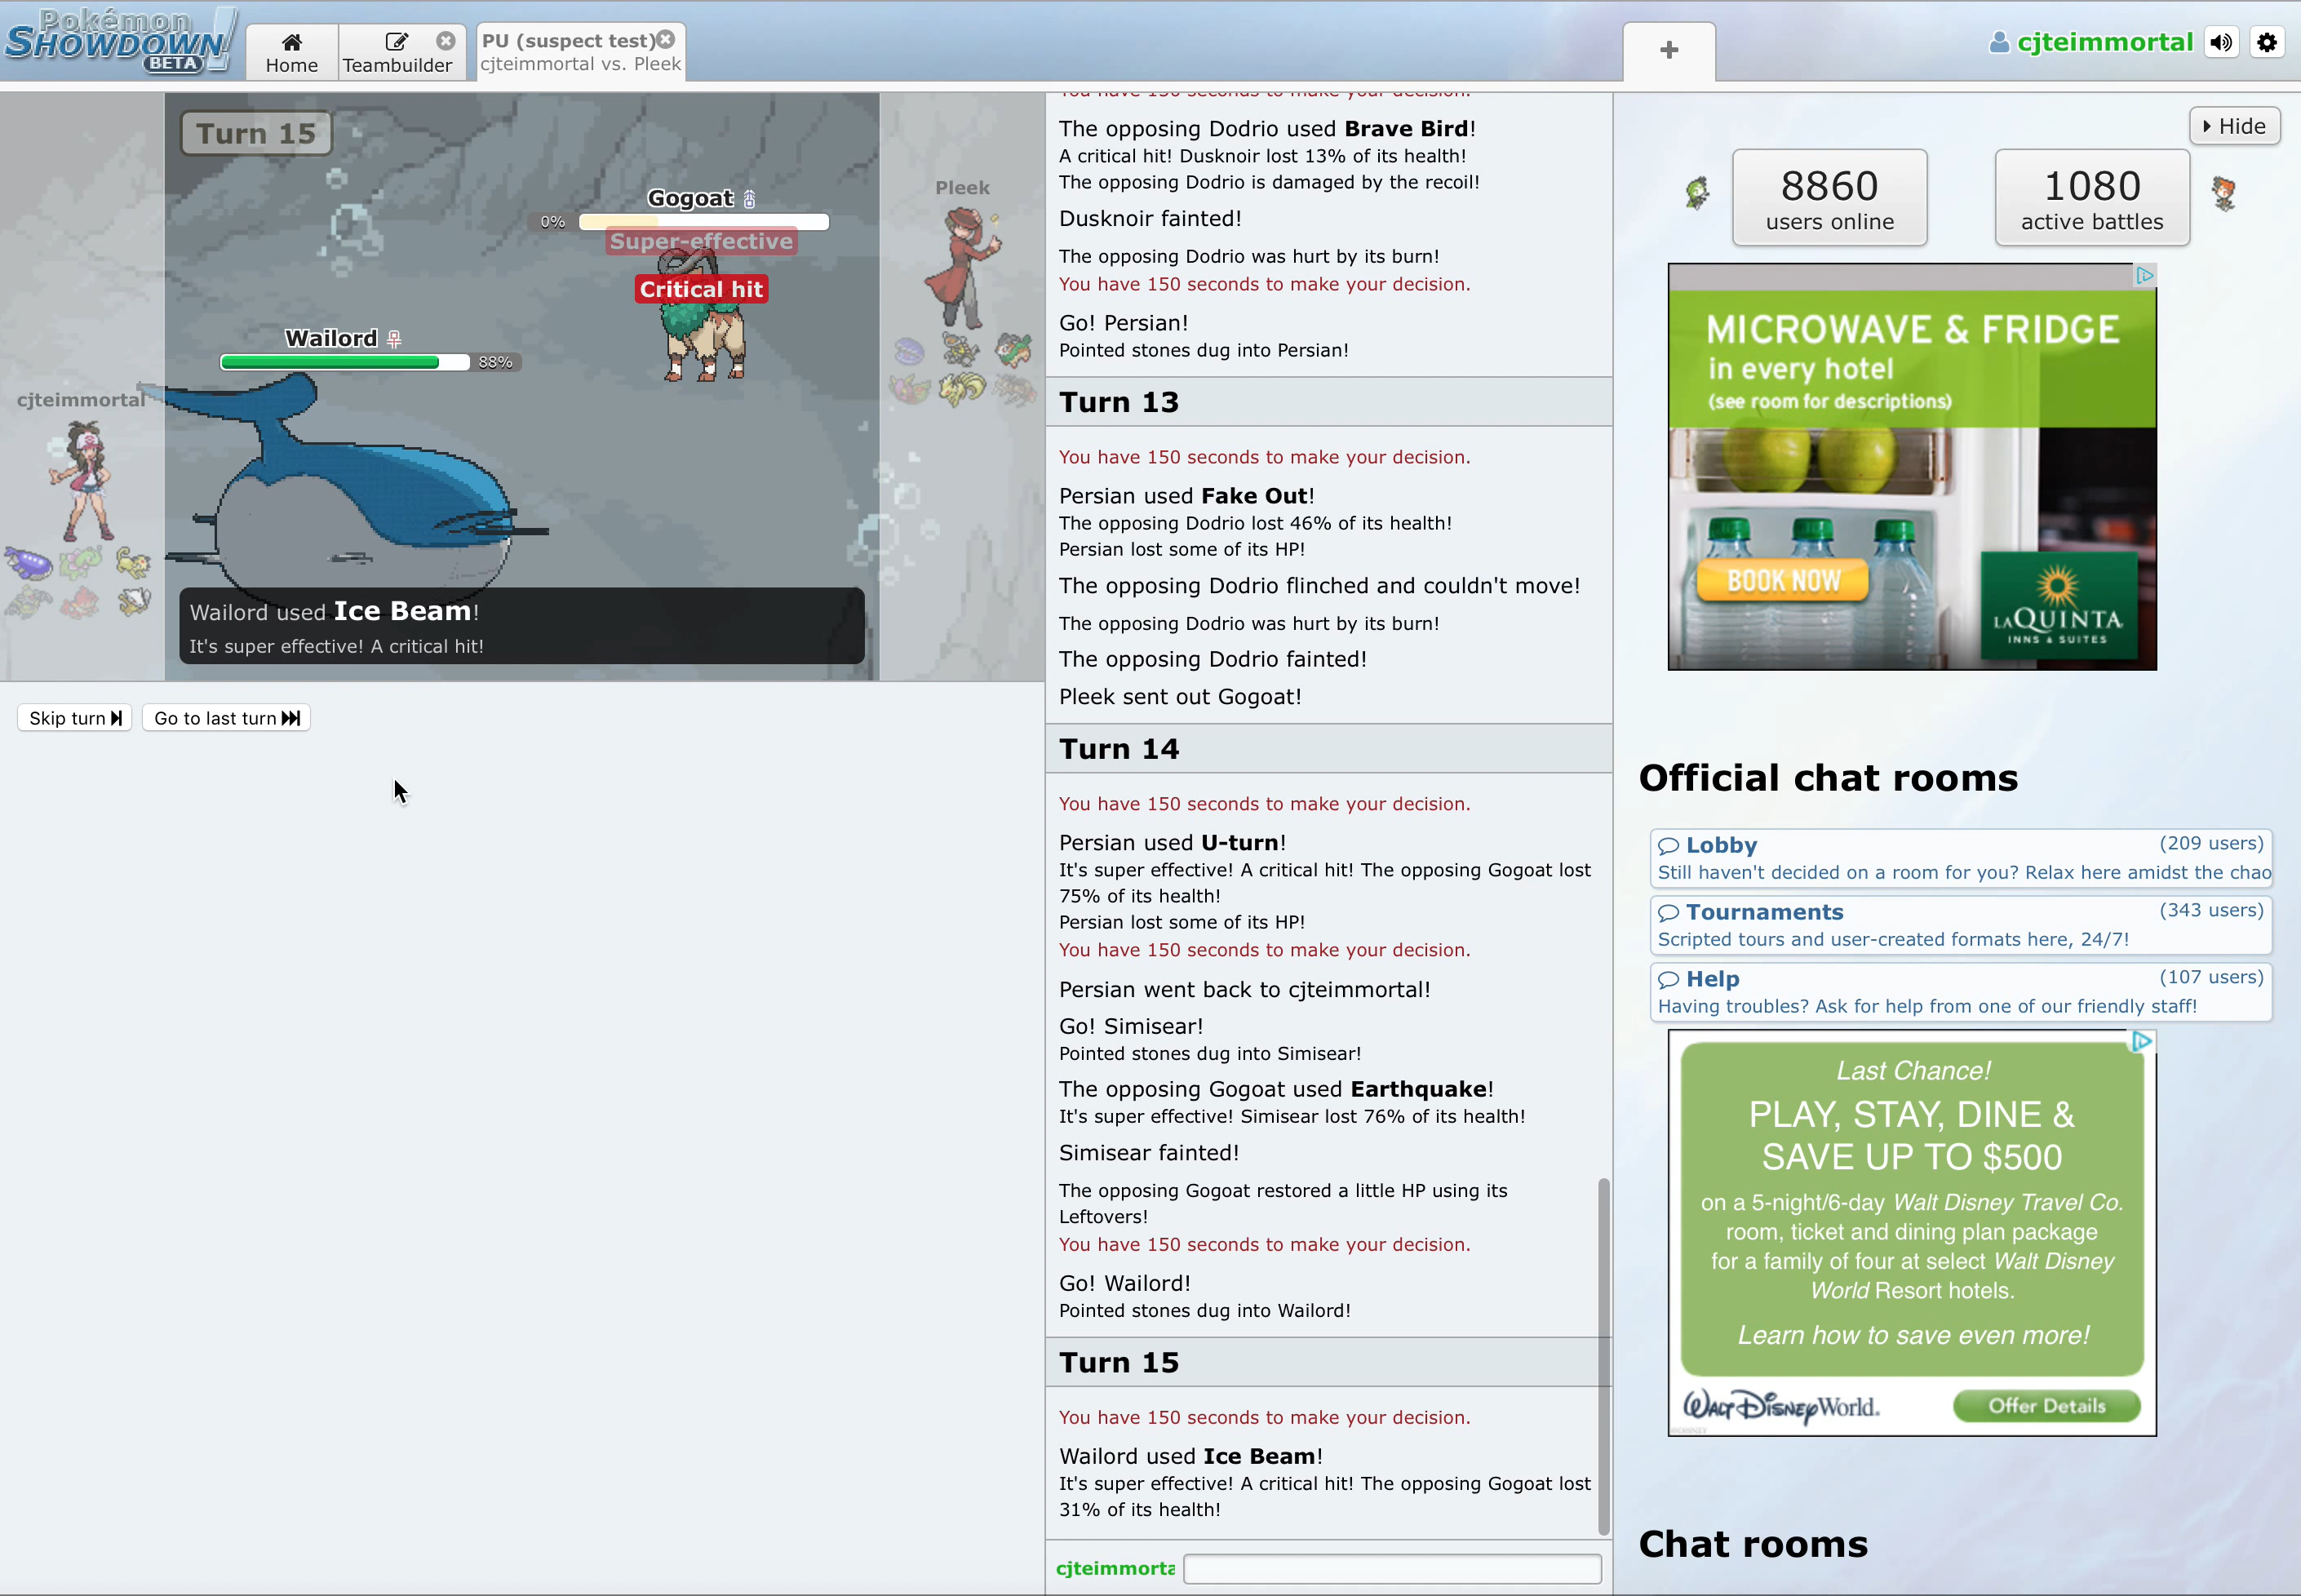 Pokémon
SHOWDOWN!
BETA
Home
Teambuilder
PU (suspect test)
cjteimmortal vs. Pleek
+
cjteimmortal
Turn 15
Gogoat
0%
Super-effective
Critical hit
Wailord
88%
cjteimmortal
Pleek
Wailord used Ice Beam!
It's super effective! A critical hit!
Skip turn
Go to last turn
You have 150 seconds to make your decision.
The opposing Dodrio used Brave Bird!
A critical hit! Dusknoir lost 13% of its health!
The opposing Dodrio is damaged by the recoil!
Dusknoir fainted!
The opposing Dodrio was hurt by its burn!
You have 150 seconds to make your decision.
Go! Persian!
Pointed stones dug into Persian!
Turn 13
You have 150 seconds to make your decision.
Persian used Fake Out!
The opposing Dodrio lost 46% of its health!
Persian lost some of its HP!
The opposing Dodrio flinched and couldn't move!
The opposing Dodrio was hurt by its burn!
The opposing Dodrio fainted!
Pleek sent out Gogoat!
Turn 14
You have 150 seconds to make your decision.
Persian used U-turn!
It's super effective! A critical hit! The opposing Gogoat lost
75% of its health!
Persian lost some of its HP!
You have 150 seconds to make your decision.
Persian went back to cjteimmortal!
Go! Simisear!
Pointed stones dug into Simisear!
The opposing Gogoat used Earthquake!
It's super effective! Simisear lost 76% of its health!
Simisear fainted!
The opposing Gogoat restored a little HP using its
Leftovers!
You have 150 seconds to make your decision.
Go! Wailord!
Pointed stones dug into Wailord!
Turn 15
You have 150 seconds to make your decision.
Wailord used Ice Beam!
It's super effective! A critical hit! The opposing Gogoat lost
31% of its health!
cjteimmorta
Hide
8860
users online
1080
active battles
MICROWAVE & FRIDGE
in every hotel
(see room for descriptions)
BOOK NOW
LAQUINTA
INNS & SUITES
Official chat rooms
Lobby
(209 users)
Still haven't decided on a room for you? Relax here amidst the chao
Tournaments
(343 users)
Scripted tours and user-created formats here, 24/7!
Help
(107 users)
Having troubles? Ask for help from one of our friendly staff!
Last Chance!
PLAY, STAY, DINE &
SAVE UP TO $500
on a 5-night/6-day Walt Disney Travel Co.
room, ticket and dining plan package
for a family of four at select Walt Disney
World Resort hotels.
Learn how to save even more!
Walt Disney World.
Offer Details
Chat rooms